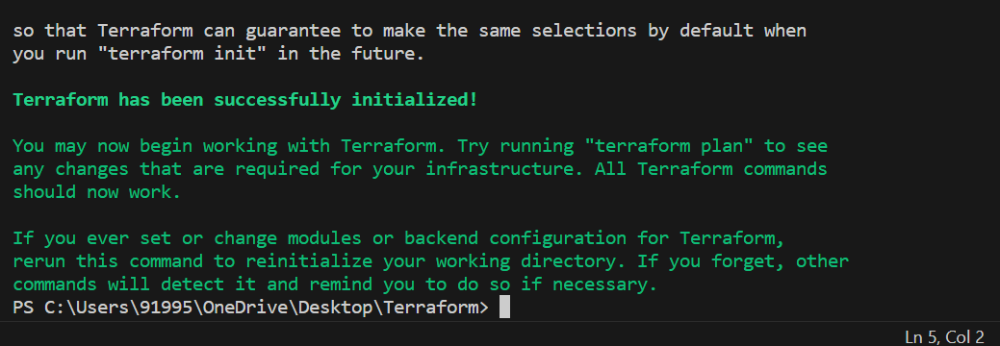 so that Terraform can guarantee to make the same selections by default when
you run "terraform init" in the future.
Terraform has been successfully initialized!
You may now begin working with Terraform. Try running "terraform plan" to see
any changes that are required for your infrastructure. All Terraform commands
should now work.
If you ever set or change modules or backend configuration for Terraform,
rerun this command to reinitialize your working directory. If you forget, other
commands will detect it and remind you to do so if necessary.
PS C:\Users\91995\OneDrive\Desktop\Terraform>
Ln 5, Col 2